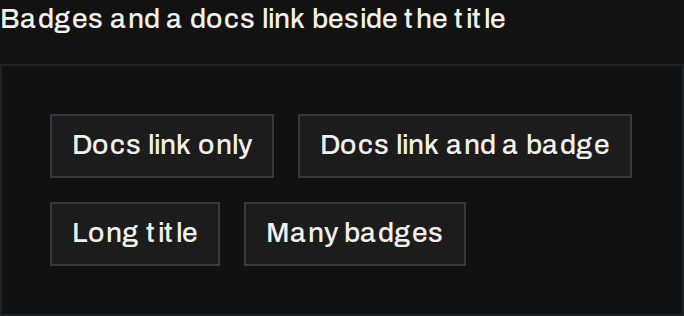 Badges and a docs link beside the title
Docs link only
Docs link and a badge
Long title
Many badges